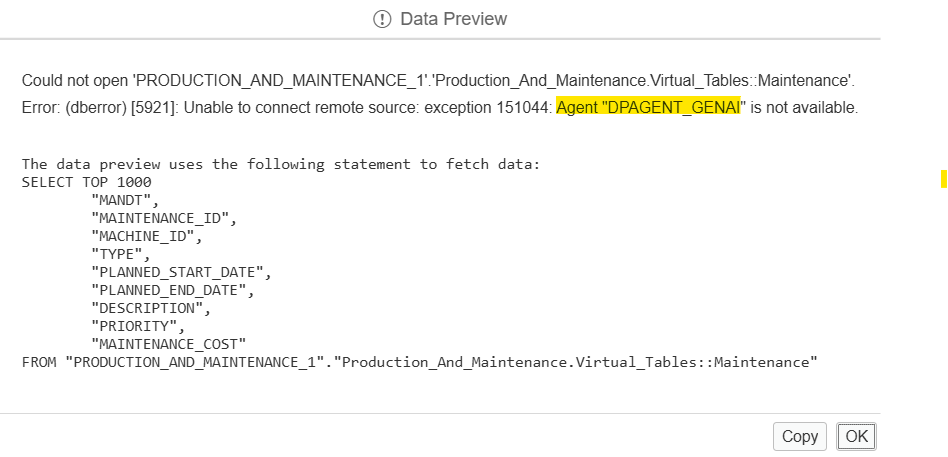 Data Preview
Could not open 'PRODUCTION_AND_MAINTENANCE_1'.'Production_And_Maintenance.Virtual_Tables::Maintenance'.
Error: (dberror) [5921]: Unable to connect remote source: exception 151044: Agent "DPAGENT_GENAI" is not available.
The data preview uses the following statement to fetch data:
SELECT TOP 1000
"MANDT",
"MAINTENANCE_ID",
"MACHINE_ID",
"TYPE",
"PLANNED_START_DATE",
"PLANNED_END_DATE",
"DESCRIPTION",
"PRIORITY",
"MAINTENANCE_COST"
FROM "PRODUCTION_AND_MAINTENANCE_1"."Production_And_Maintenance.Virtual_Tables::Maintenance"
Copy OK